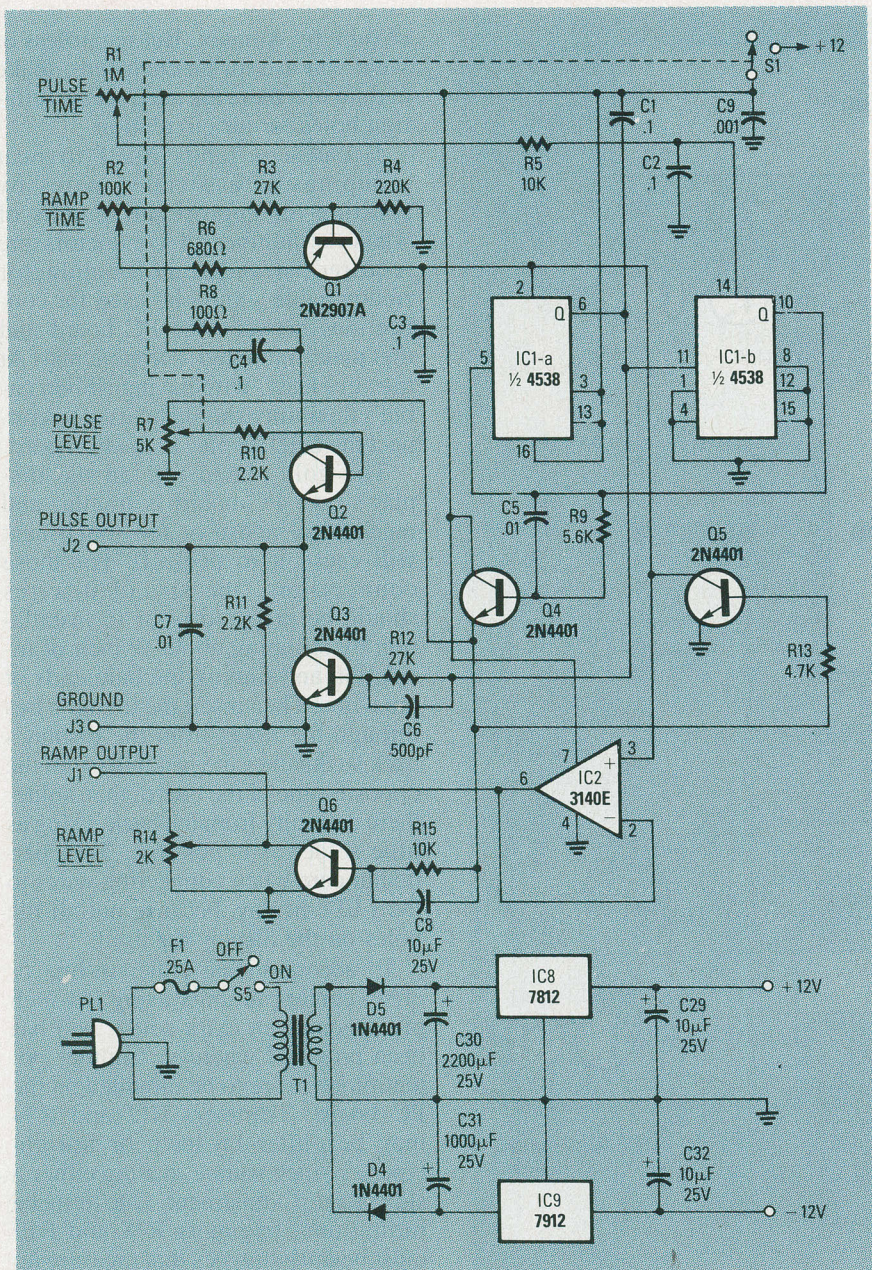 R1
1M
PULSE
TIME
S1
+12
C1
.1
C9
.001
R5
10K
C2
.1
R2
100K
RAMP
TIME
R3
27K
R4
220K
R6
680Ω
Q1
2N2907A
R8
100Ω
C4
.1
C3
.1
2
6
Q
5
IC1-a
½ 4538
3
13
16
14
10
Q
11
IC1-b
½ 4538
8
1
12
4
15
PULSE
LEVEL
R7
5K
R10
2.2K
Q2
2N4401
C5
.01
R9
5.6K
Q5
2N4401
PULSE OUTPUT
J2
C7
.01
R11
2.2K
Q3
2N4401
R12
27K
C6
500pF
Q4
2N4401
R13
4.7K
GROUND
J3
RAMP OUTPUT
J1
7
3
+
6
IC2
3140E
4
−
2
RAMP
LEVEL
R14
2K
Q6
2N4401
R15
10K
C8
10µF
25V
F1
.25A
OFF
ON
S5
PL1
T1
D5
1N4401
+
C30
2200µF
25V
IC8
7812
+
C29
10µF
25V
+12V
D4
1N4401
C31
1000µF
25V
+
IC9
7912
+
C32
10µF
25V
−12V